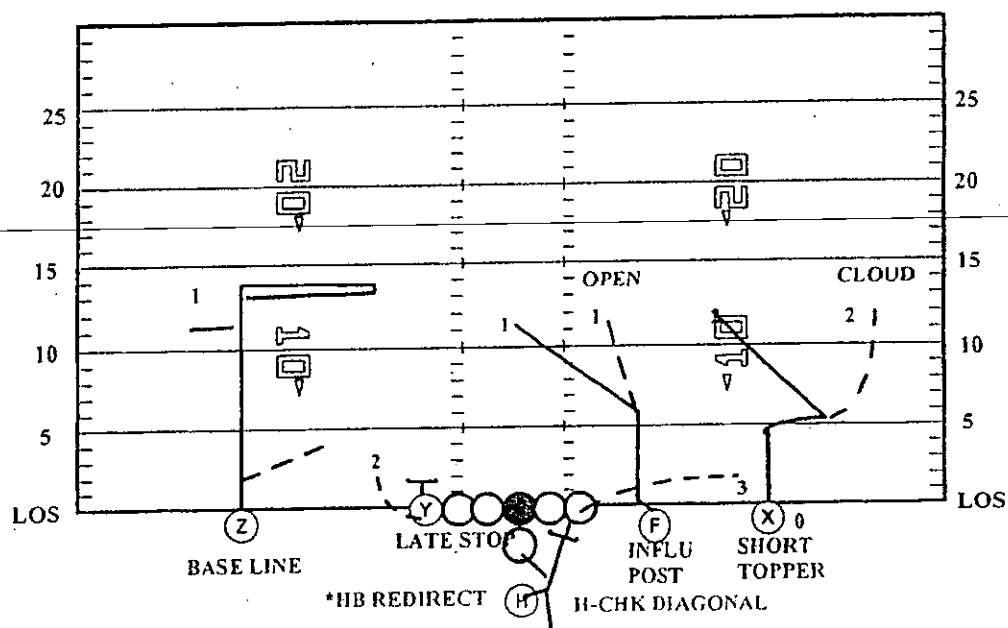 25 25
20 20
15 15
OPEN CLOUD
1 1 1 2
10 10
5 5
2 3
LOS LOS
Z Y F X 0
BASE LINE LATE STOP INFLU SHORT
POST TOPPER
*HB REDIRECT H H-CHK DIAGONAL